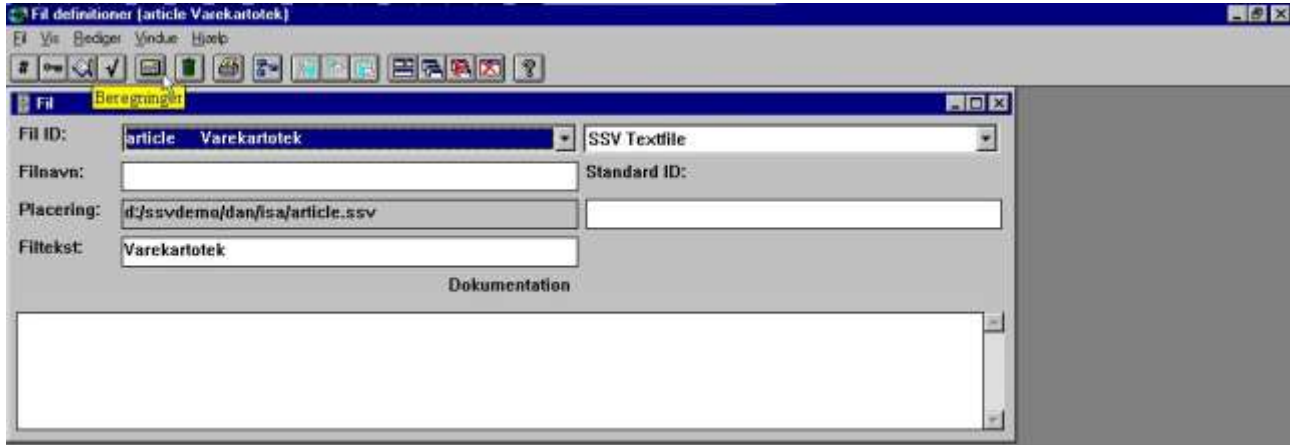 Fil definitioner (article Varekartotek)
Fil Vis Rediger Vindue Hjælp
Beregninger
Fil
Fil ID: article Varekartotek SSV Textfile
Filnavn: Standard ID:
Placering: d:/ssvdemo/dan/isa/article.ssv
Filtekst: Varekartotek
Dokumentation